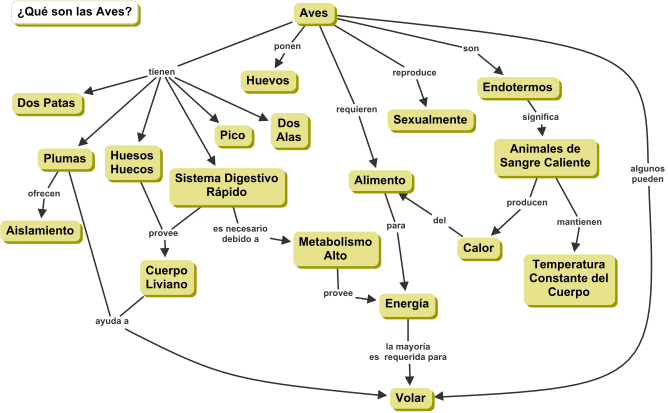 ¿Qué son las Aves?
Aves
ponen
son
tienen
reproduce
Huevos
Endotermos
Dos Patas
requieren
significa
Sexualmente
Dos
Alas
Pico
Plumas
Huesos
Huecos
Animales de
Sangre Caliente
algunos
pueden
Sistema Digestivo
Rápido
Alimento
ofrecen
producen
mantienen
Aislamiento
provee
es necesario
debido a
para
del
Metabolismo
Alto
Calor
Cuerpo
Liviano
Temperatura
Constante del
Cuerpo
provee
Energía
ayuda a
la mayoría
es requerida para
Volar